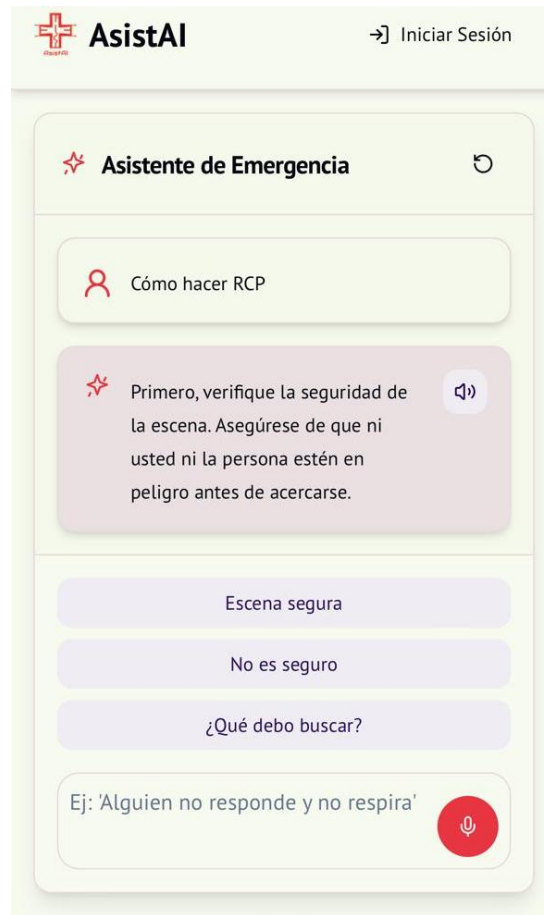 AsistAI
Iniciar Sesión
Asistente de Emergencia
Cómo hacer RCP
Primero, verifique la seguridad de
la escena. Asegúrese de que ni
usted ni la persona estén en
peligro antes de acercarse.
Escena segura
No es seguro
¿Qué debo buscar?
Ej: 'Alguien no responde y no respira'